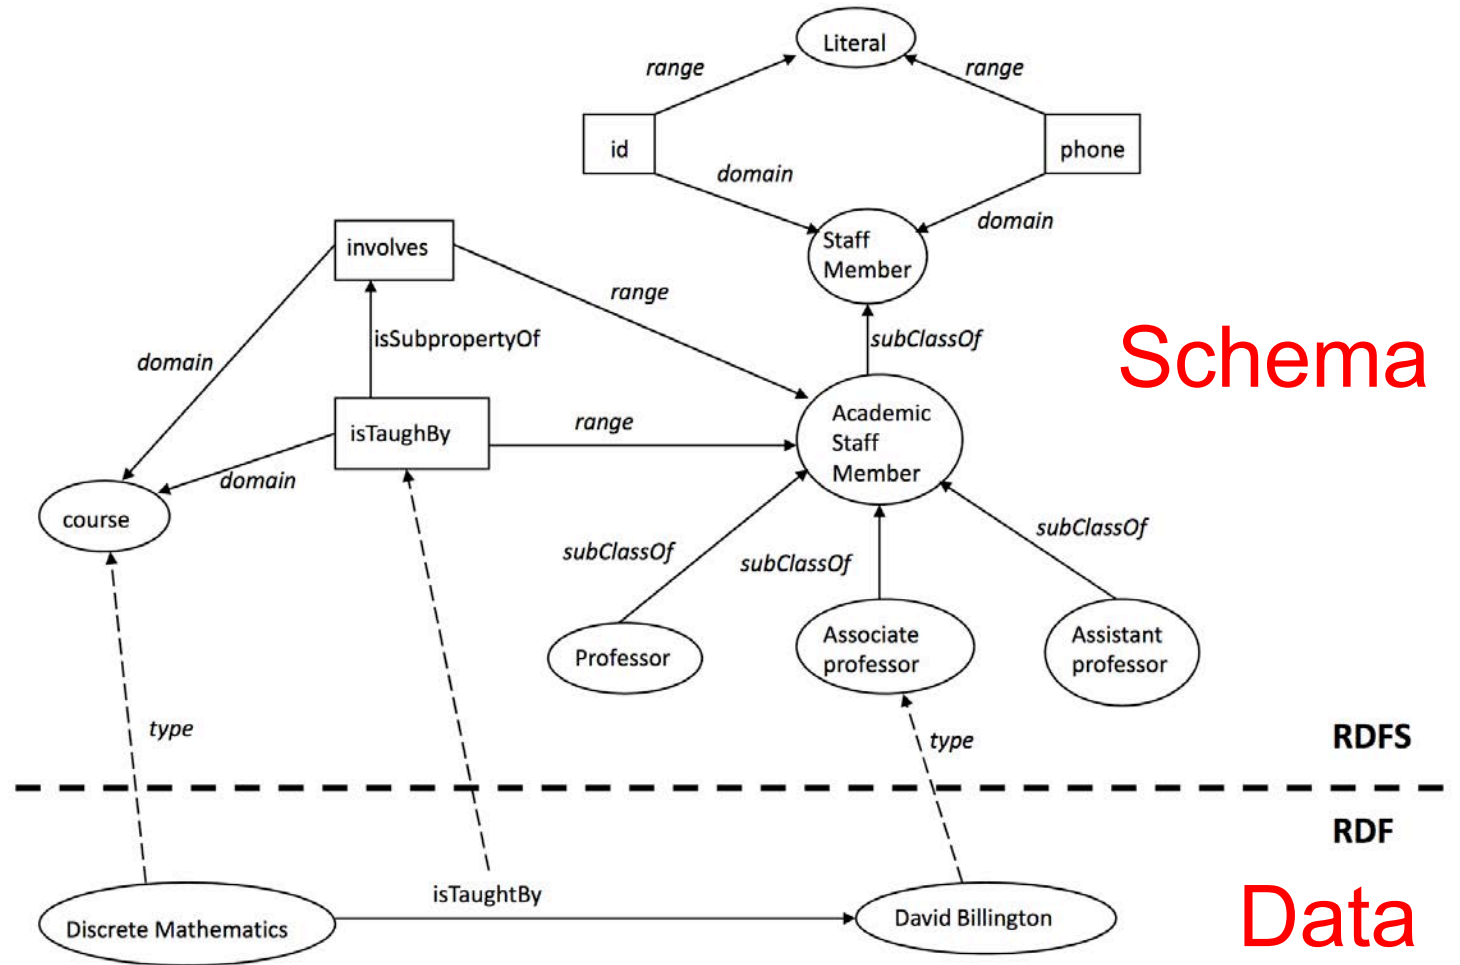 Literal
range
range
id
phone
domain
domain
Staff
Member
involves
range
isSubpropertyOf
subClassOf
Schema
domain
Academic
Staff
Member
isTaughBy
range
domain
course
subClassOf
subClassOf
subClassOf
Professor
Associate
professor
Assistant
professor
type
type
RDFS
RDF
isTaughtBy
Discrete Mathematics
David Billington
Data